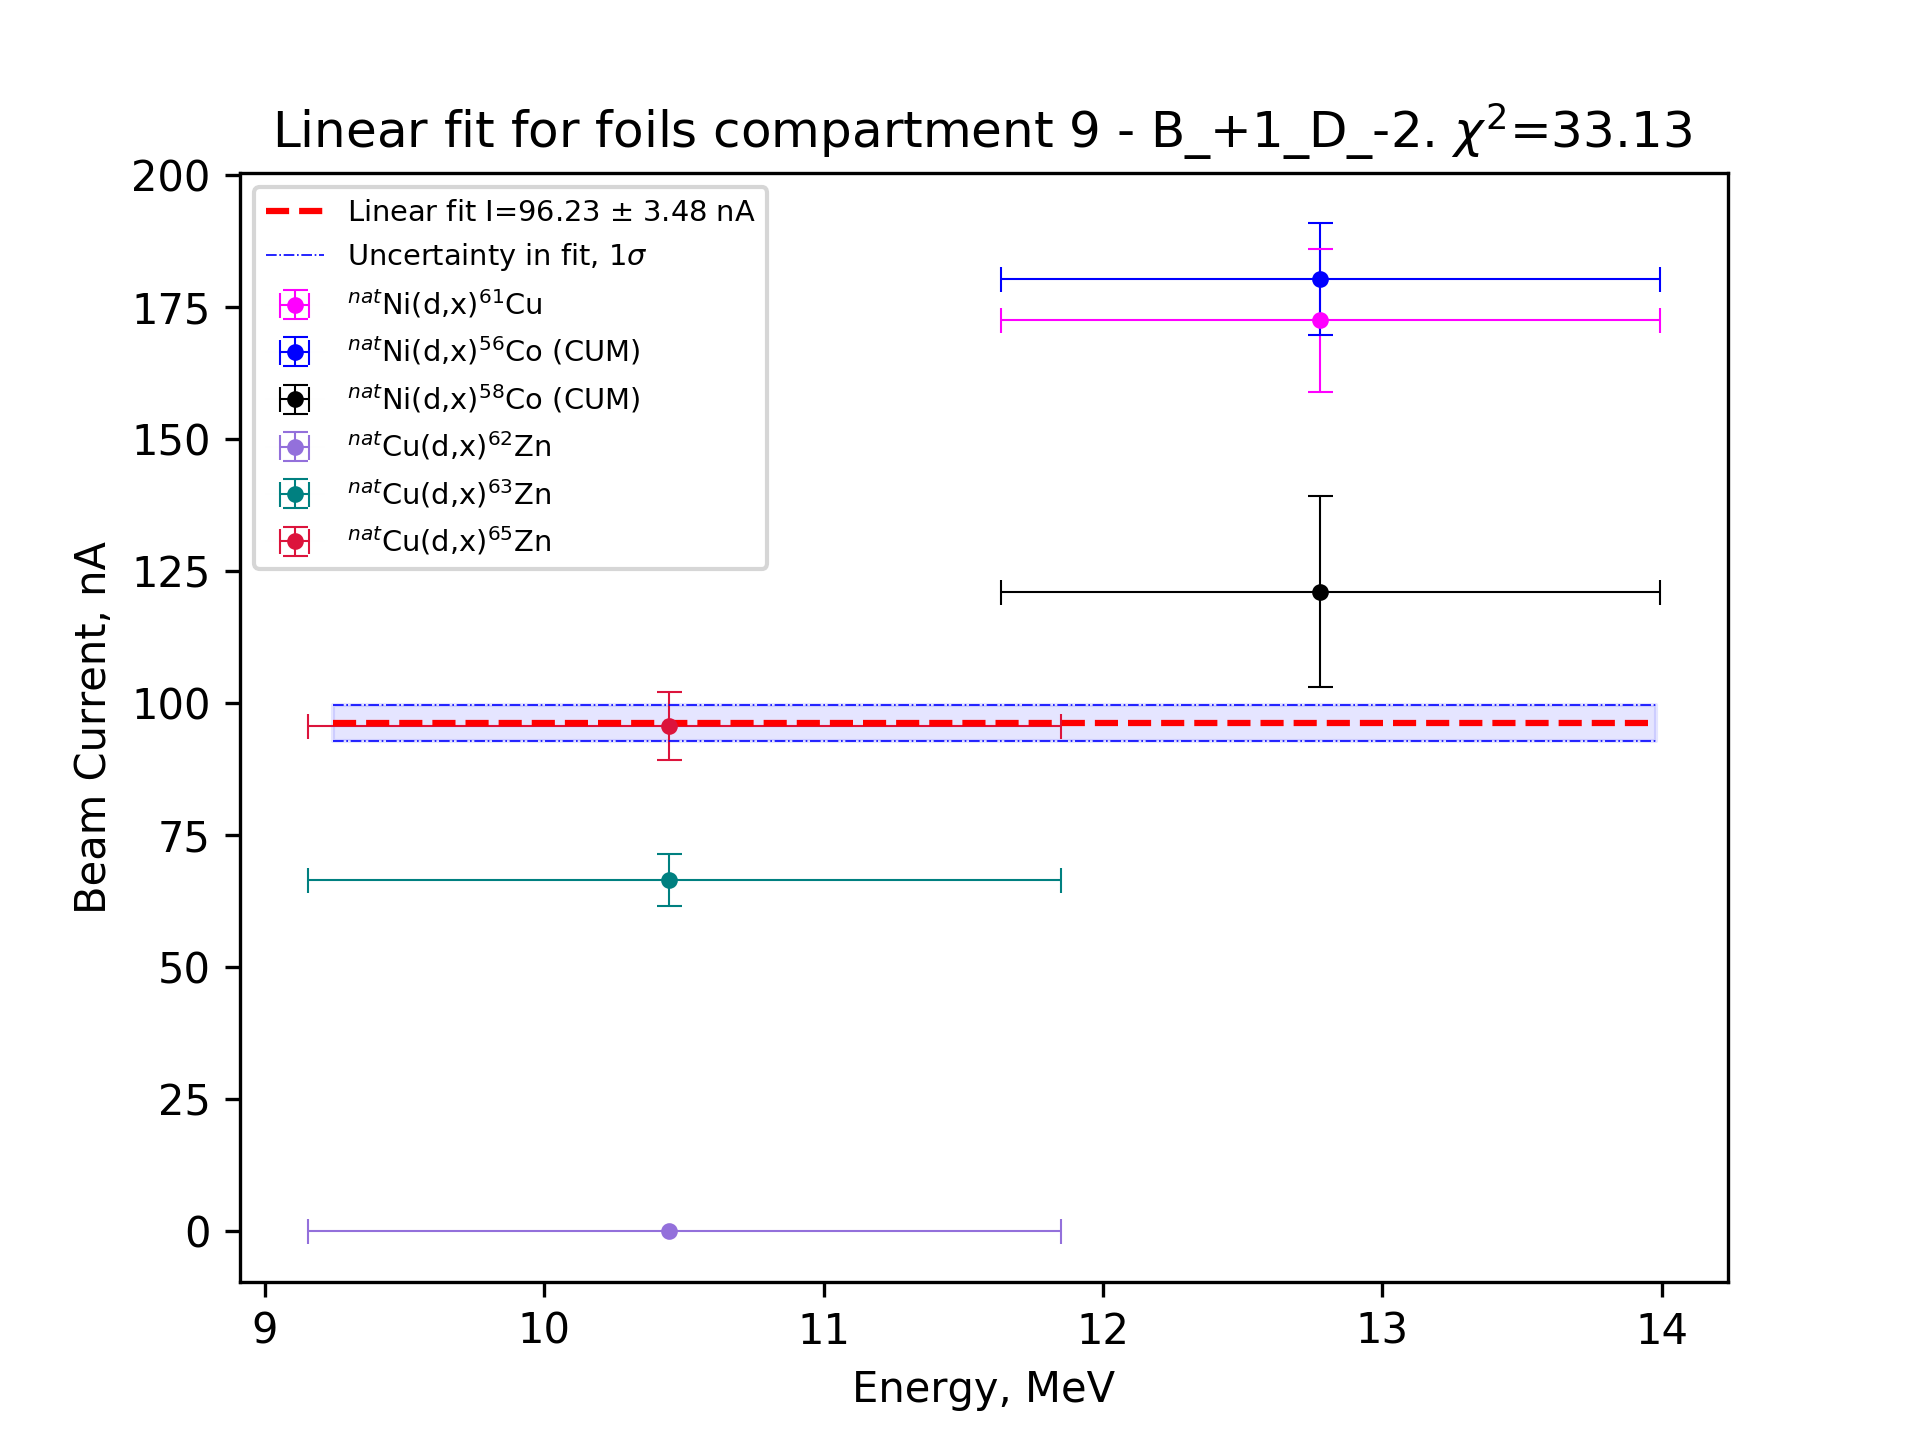 Linear fit for foils compartment 9 - B_+1_D_-2. χ²=33.13
200
175
150
125
100
75
50
25
0
Beam Current, nA
Linear fit I=96.23 ± 3.48 nA
Uncertainty in fit, 1σ
ⁿᵃᵗNi(d,x)⁶¹Cu
ⁿᵃᵗNi(d,x)⁵⁶Co (CUM)
ⁿᵃᵗNi(d,x)⁵⁸Co (CUM)
ⁿᵃᵗCu(d,x)⁶²Zn
ⁿᵃᵗCu(d,x)⁶³Zn
ⁿᵃᵗCu(d,x)⁶⁵Zn
9 10 11 12 13 14
Energy, MeV